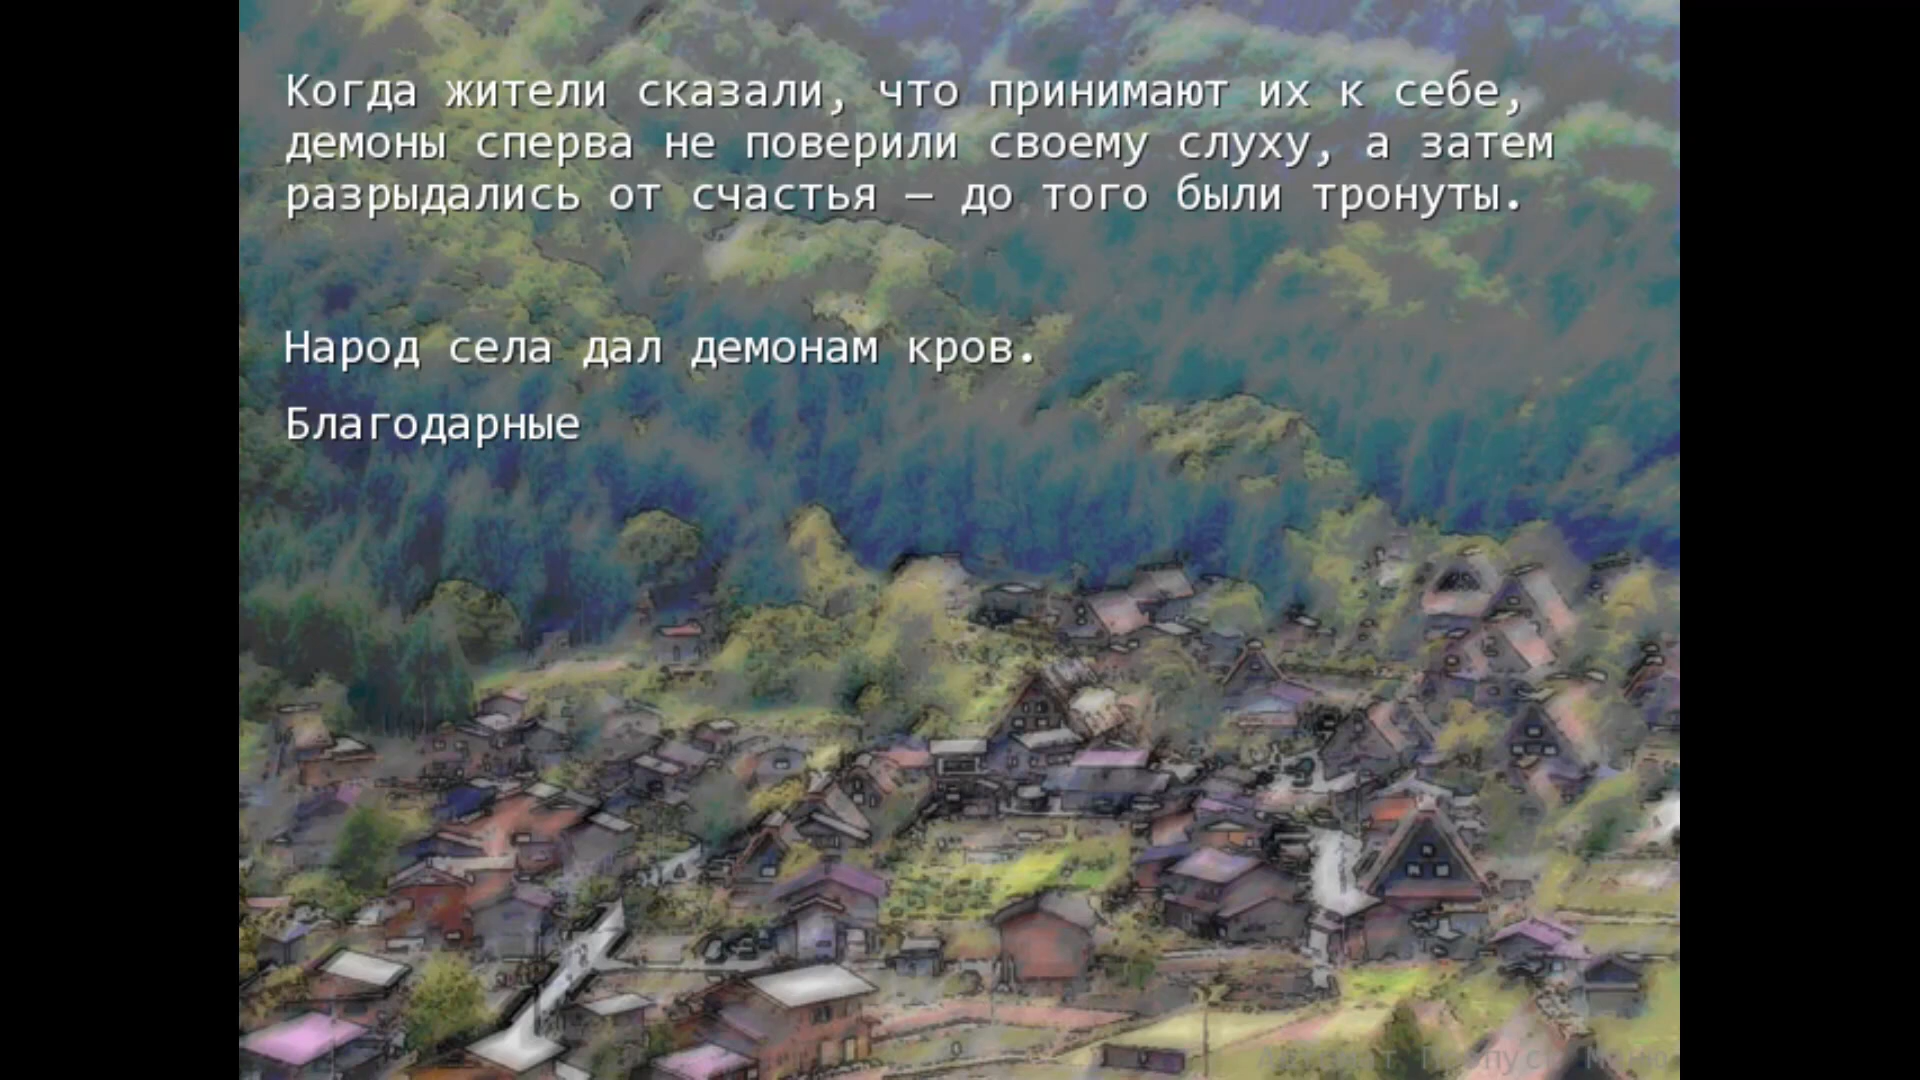 Когда жители сказали, что принимают их к себе,
демоны сперва не поверили своему слуху, а затем
разрыдались от счастья — до того были тронуты.
Народ села дал демонам кров.
Благодарные